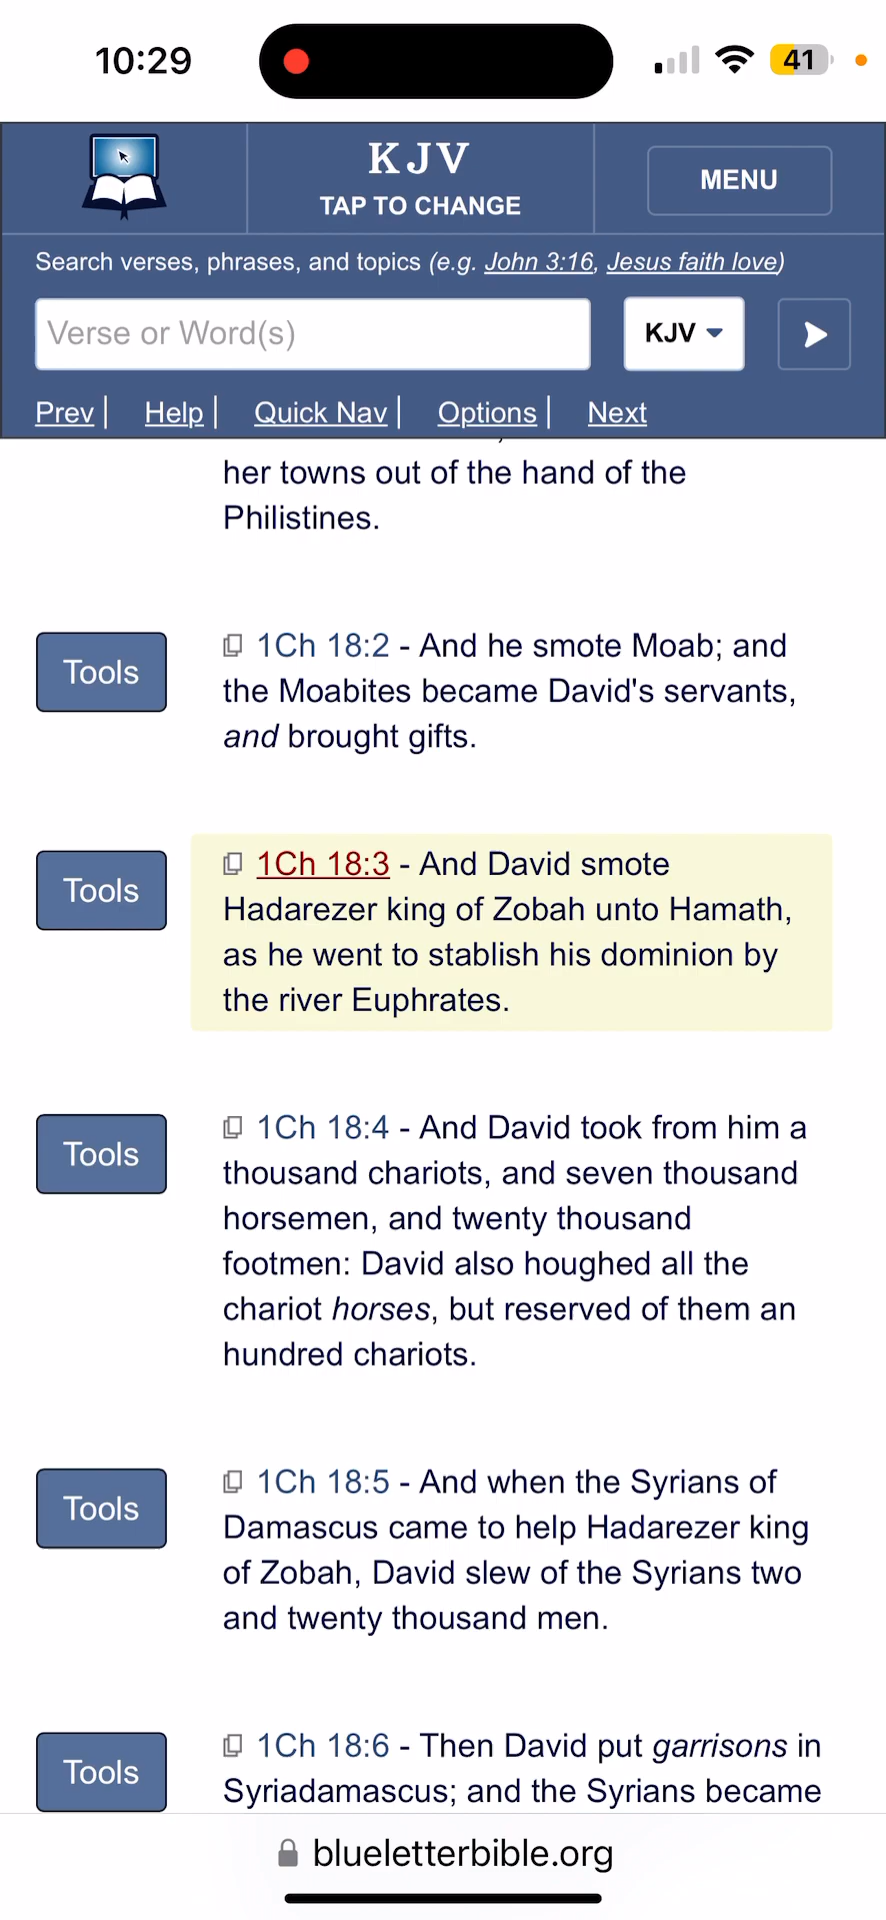 10:29
41
KJV
TAP TO CHANGE
MENU
Search verses, phrases, and topics (e.g. John 3:16, Jesus faith love)
Verse or Word(s)
KJV
Prev | Help | Quick Nav | Options | Next
her towns out of the hand of the
Philistines.
Tools
1Ch 18:2 - And he smote Moab; and
the Moabites became David's servants,
and brought gifts.
Tools
1Ch 18:3 - And David smote
Hadarezer king of Zobah unto Hamath,
as he went to stablish his dominion by
the river Euphrates.
Tools
1Ch 18:4 - And David took from him a
thousand chariots, and seven thousand
horsemen, and twenty thousand
footmen: David also houghed all the
chariot horses, but reserved of them an
hundred chariots.
Tools
1Ch 18:5 - And when the Syrians of
Damascus came to help Hadarezer king
of Zobah, David slew of the Syrians two
and twenty thousand men.
Tools
1Ch 18:6 - Then David put garrisons in
Syriadamascus; and the Syrians became
blueletterbible.org